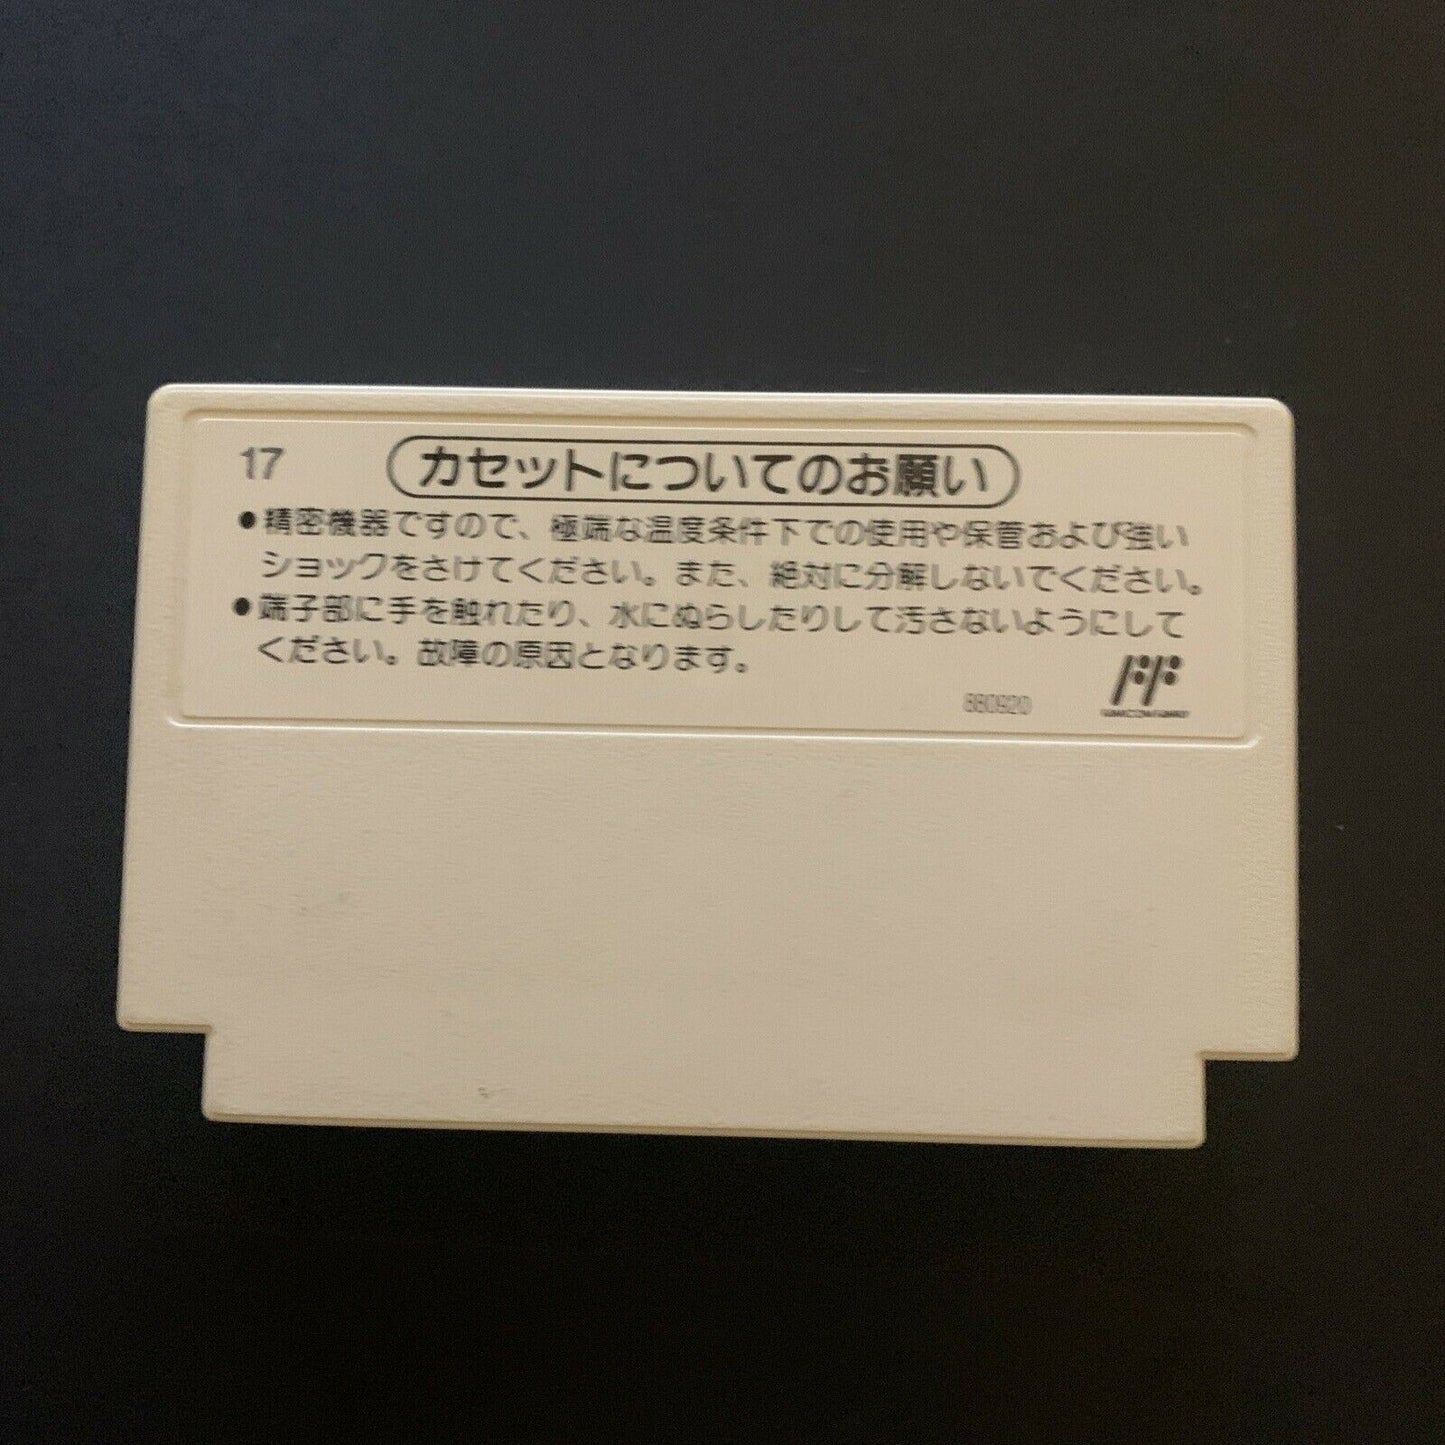 17
カセットについてのお願い
●精密機器ですので、極端な温度条件下での使用や保管および強い
ショックをさけてください。また、絶対に分解しないでください。
●端子部に手を触れたり、水にぬらしたりして汚さないようにして
ください。故障の原因となります。
880920